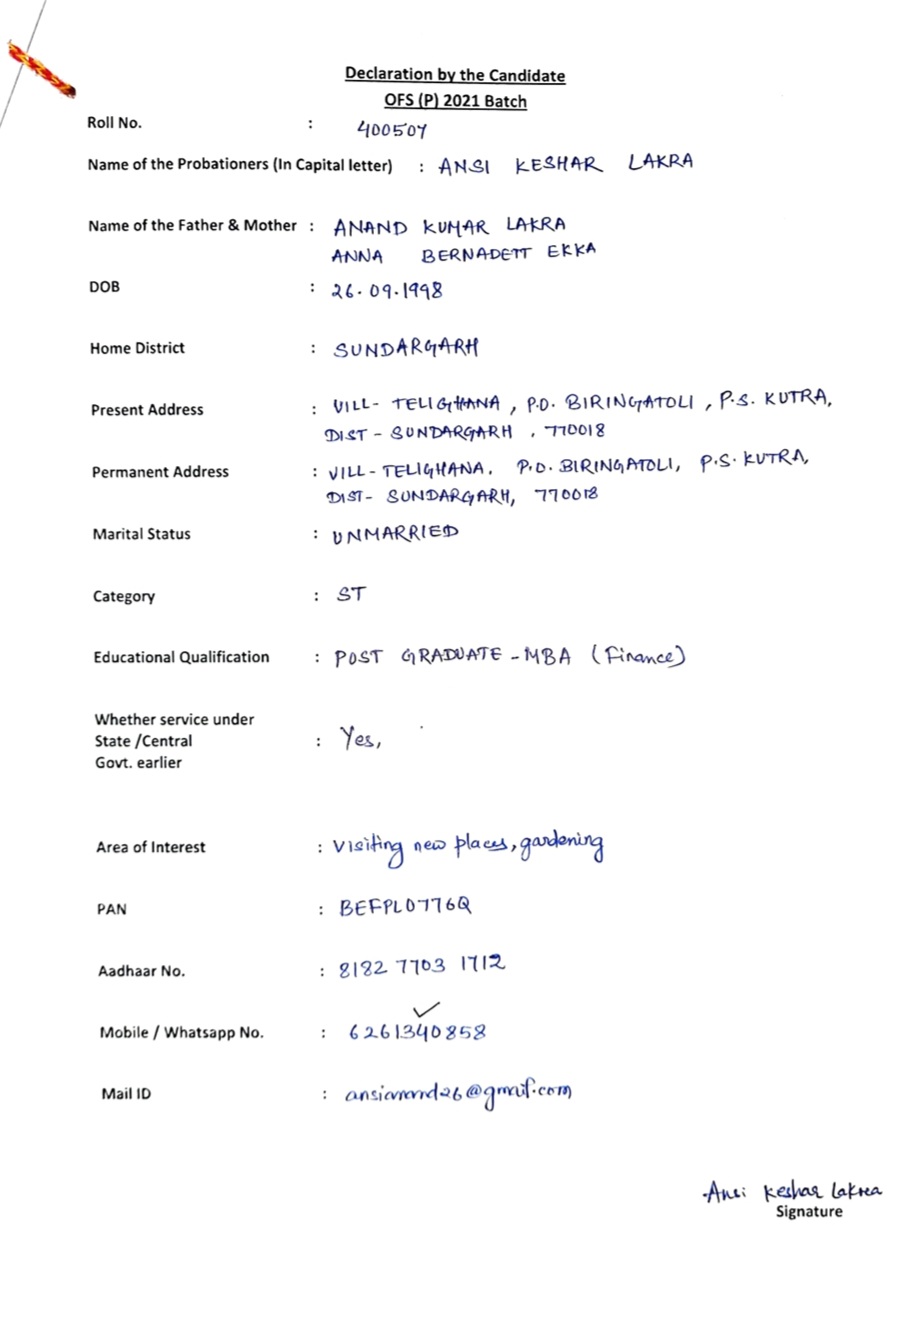 Declaration by the Candidate
OFS (P) 2021 Batch
Roll No. : 400507
Name of the Probationers (In Capital letter) : ANSI KESHAR LAKRA
Name of the Father & Mother : ANAND KUMAR LAKRA
ANNA BERNADETT EKKA
DOB : 26.09.1998
Home District : SUNDARGARH
Present Address : VILL- TELIGHANA, P.O. BIRINGATOLI, P.S. KUTRA,
DIST - SUNDARGARH, 770018
Permanent Address : VILL- TELIGHANA, P.O. BIRINGATOLI, P.S. KUTRA,
DIST- SUNDARGARH, 770018
Marital Status : UNMARRIED
Category : ST
Educational Qualification : POST GRADUATE - MBA (Finance)
Whether service under
State /Central : Yes,
Govt. earlier
Area of Interest : Visiting new places, gardening
PAN : BEFPL0776Q
Aadhaar No. : 8182 7703 1712
Mobile / Whatsapp No. : 6261340858
Mail ID : ansianand26@gmail.com
Ansi Keshar Lakra
Signature